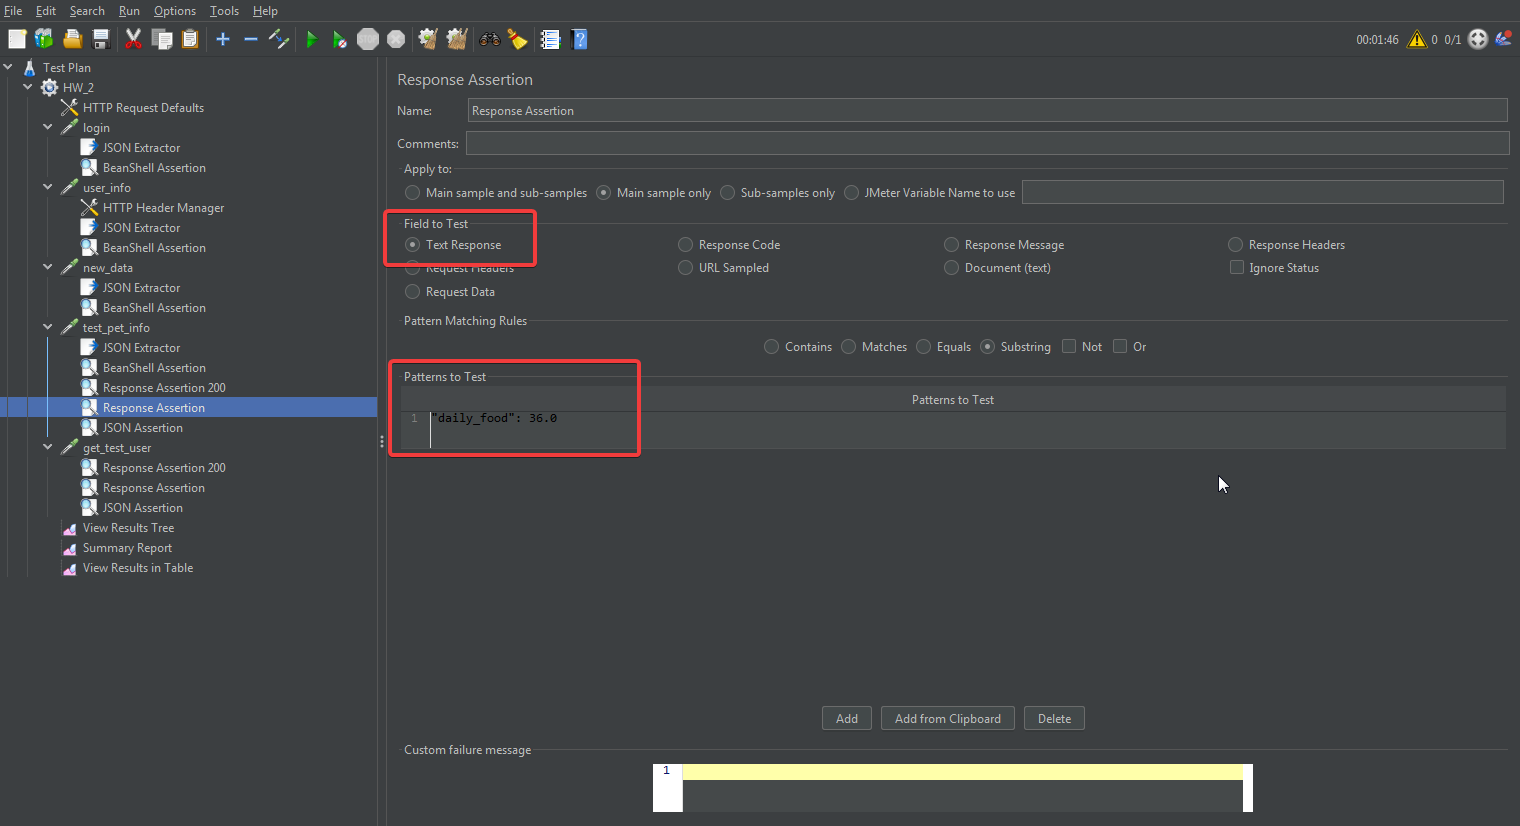 File Edit Search Run Options Tools Help
00:01:46 0 0/1
Test Plan
HW_2
HTTP Request Defaults
login
JSON Extractor
BeanShell Assertion
user_info
HTTP Header Manager
JSON Extractor
BeanShell Assertion
new_data
JSON Extractor
BeanShell Assertion
test_pet_info
JSON Extractor
BeanShell Assertion
Response Assertion 200
Response Assertion
JSON Assertion
get_test_user
Response Assertion 200
Response Assertion
JSON Assertion
View Results Tree
Summary Report
View Results in Table
Response Assertion
Name: Response Assertion
Comments:
Apply to:
Main sample and sub-samples Main sample only Sub-samples only JMeter Variable Name to use
Field to Test
Text Response Response Code Response Message Response Headers
Request Headers URL Sampled Document (text) Ignore Status
Request Data
Pattern Matching Rules
Contains Matches Equals Substring Not Or
Patterns to Test
Patterns to Test
1 "daily_food": 36.0
Add Add from Clipboard Delete
Custom failure message
1